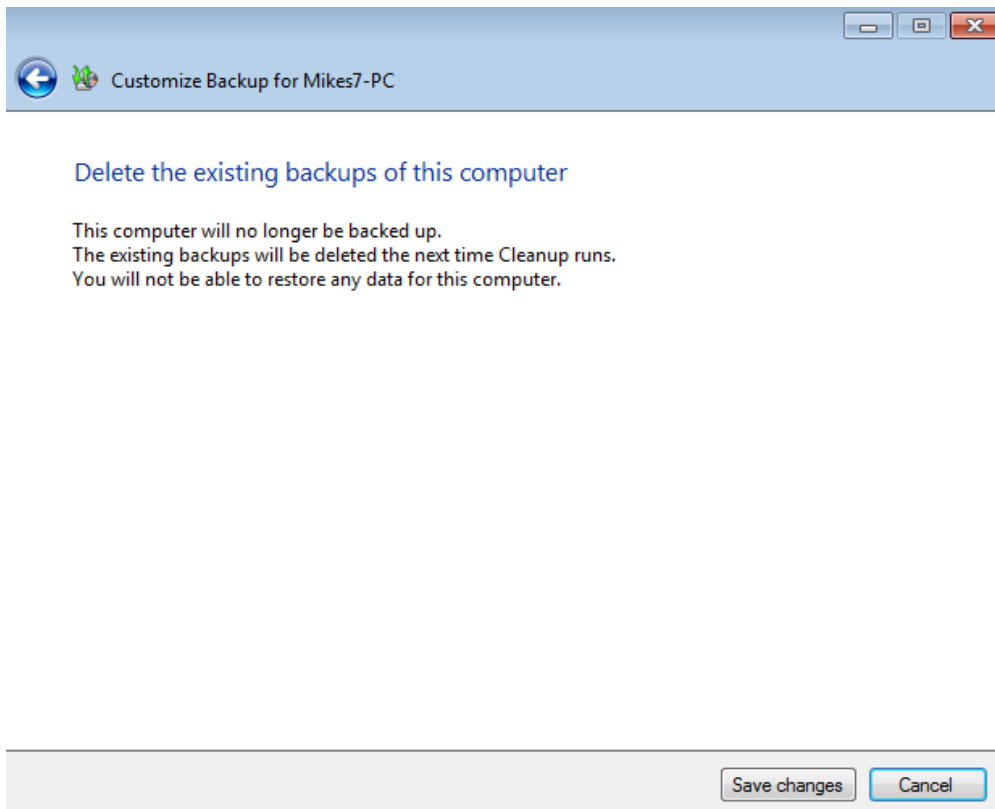 Customize Backup for Mikes7-PC
Delete the existing backups of this computer
This computer will no longer be backed up.
The existing backups will be deleted the next time Cleanup runs.
You will not be able to restore any data for this computer.
Save changes
Cancel